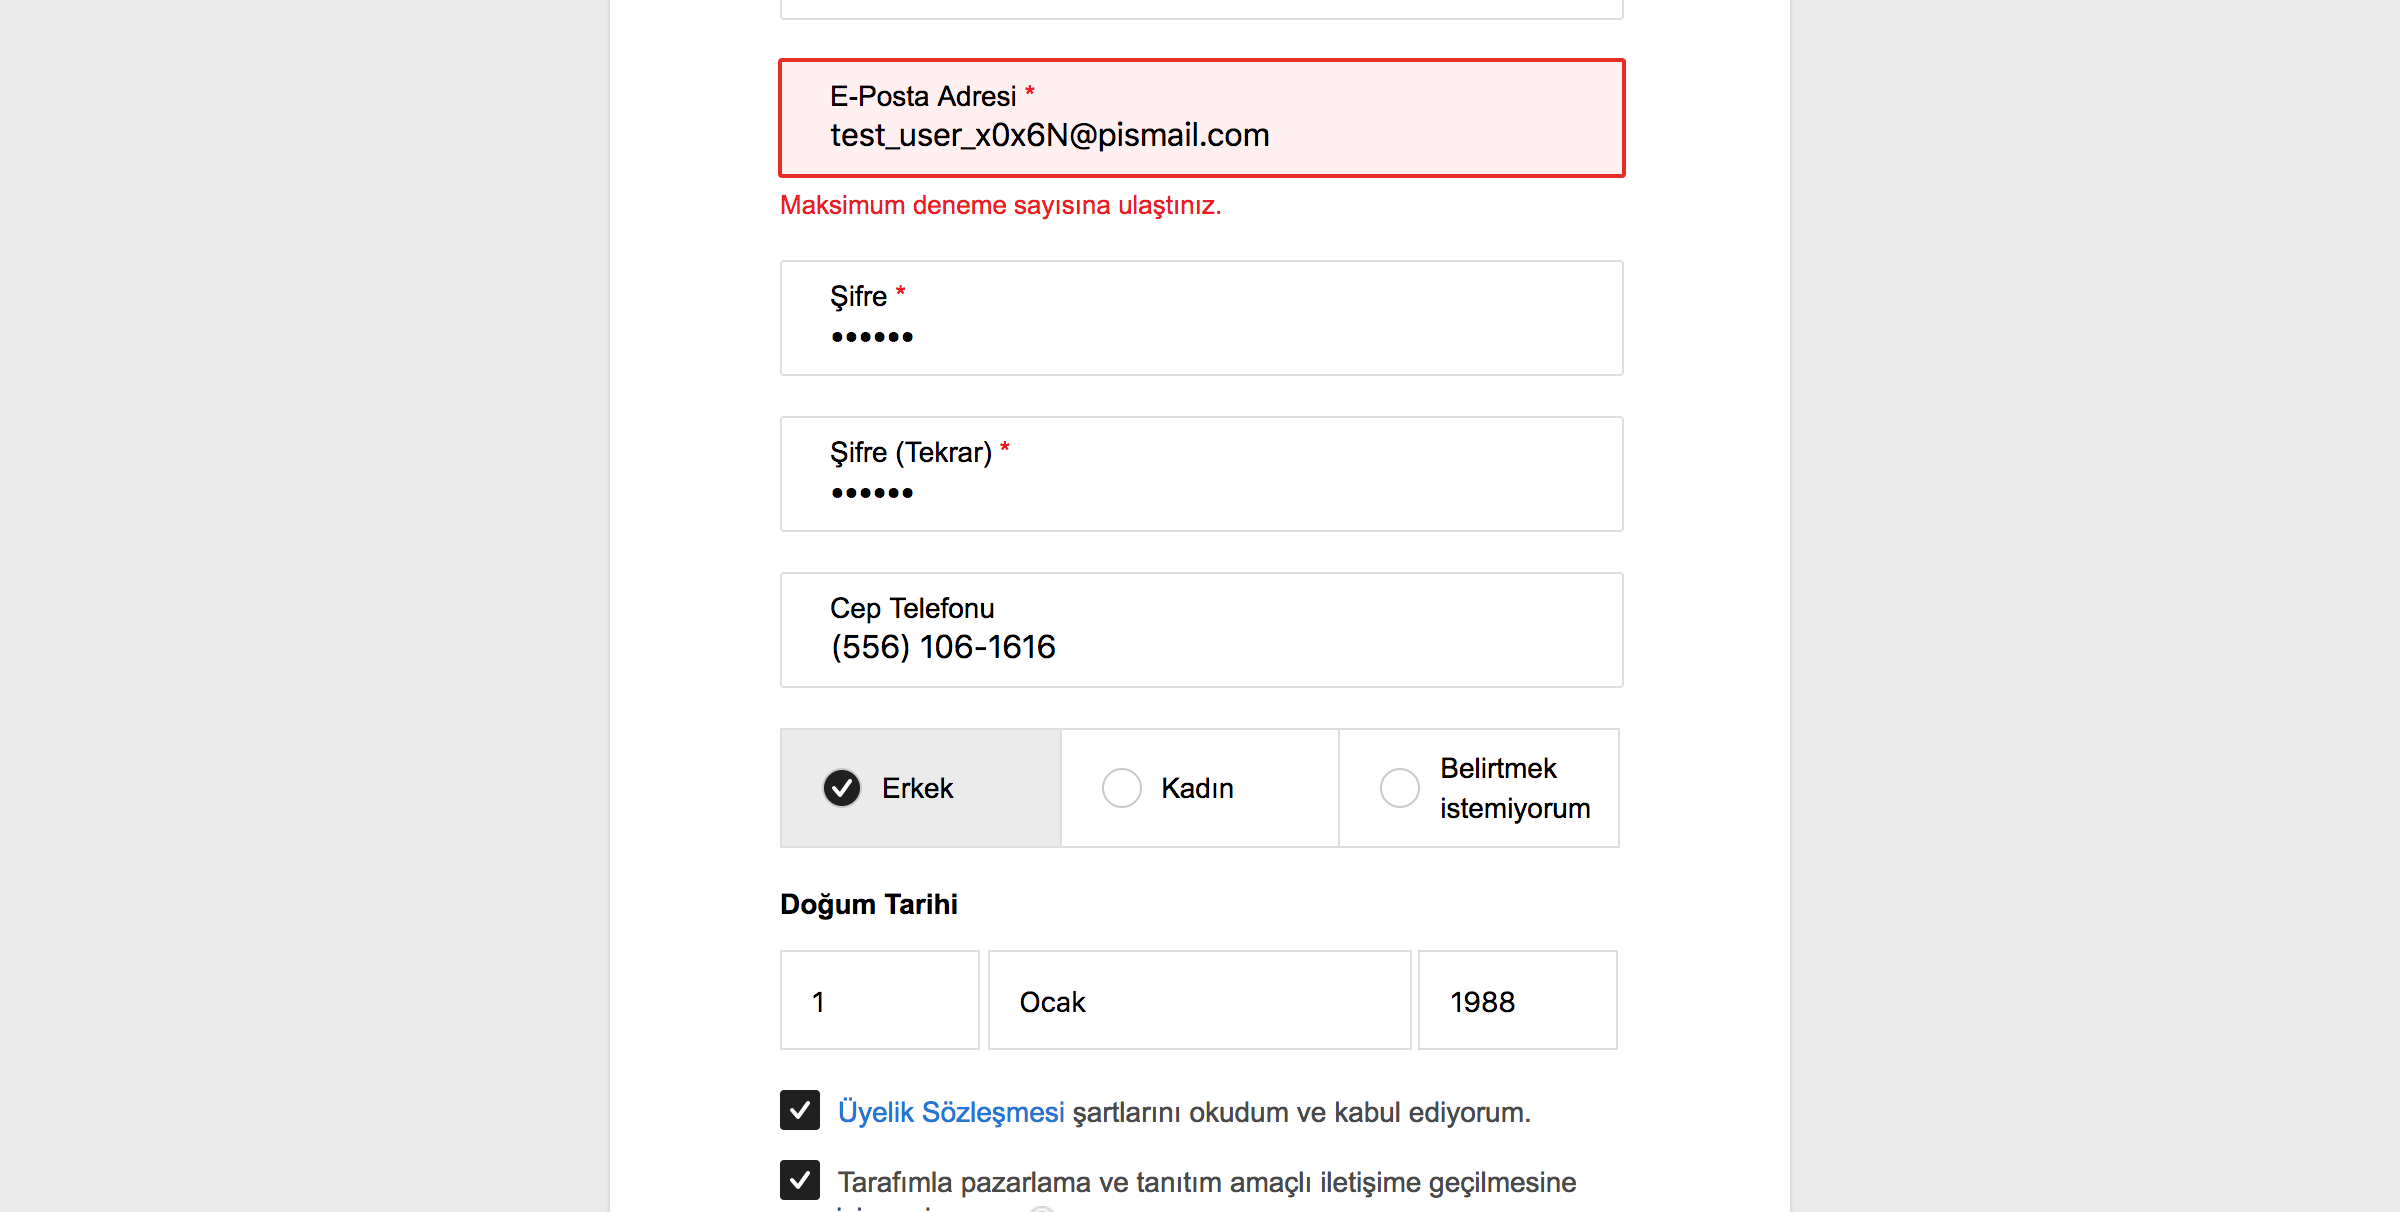 E-Posta Adresi *
test_user_x0x6N@pismail.com
Maksimum deneme sayısına ulaştınız.
Şifre *
••••••
Şifre (Tekrar) *
••••••
Cep Telefonu
(556) 106-1616
Erkek
Kadın
Belirtmek
istemiyorum
Doğum Tarihi
1
Ocak
1988
Üyelik Sözleşmesi şartlarını okudum ve kabul ediyorum.
Tarafımla pazarlama ve tanıtım amaçlı iletişime geçilmesine